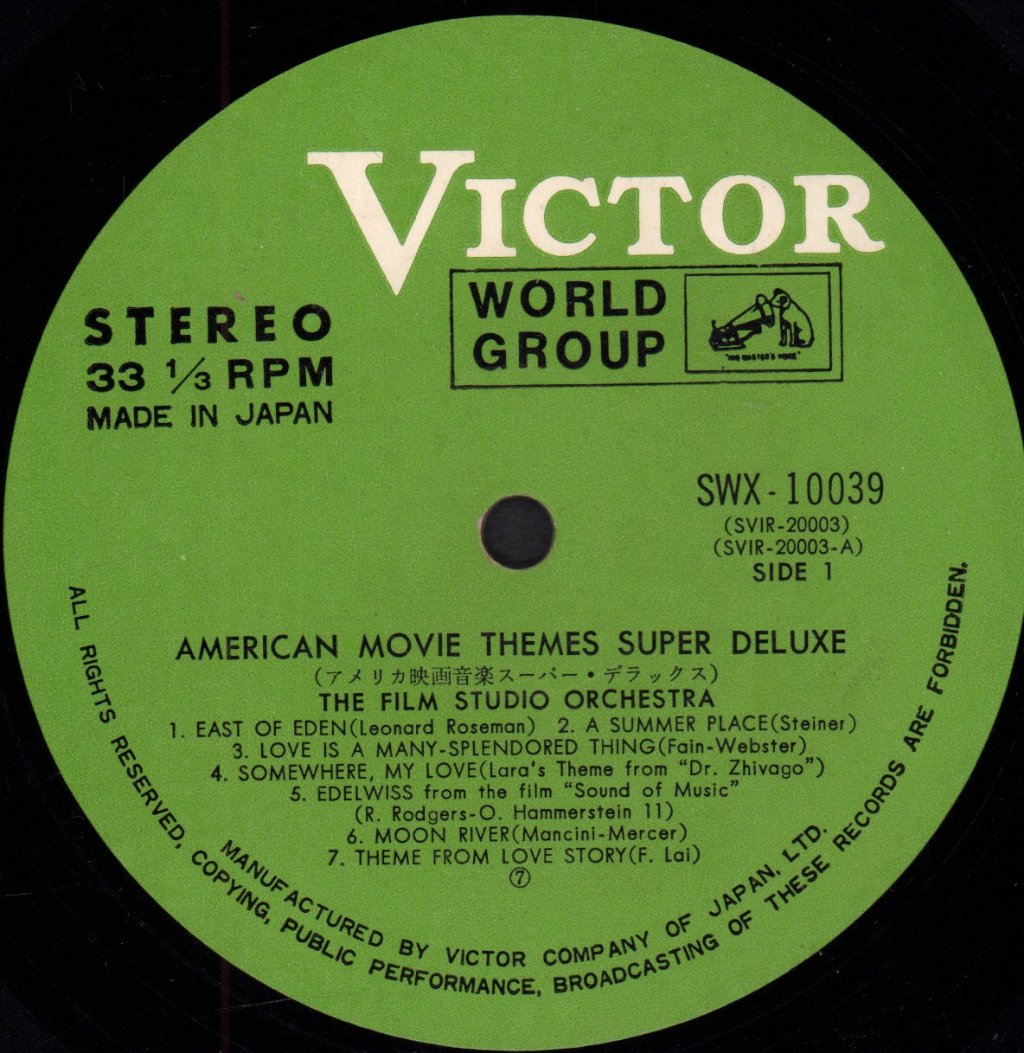 VICTOR
WORLD
GROUP
"HIS MASTER'S VOICE"
STEREO
33 1/3 RPM
MADE IN JAPAN
SWX - 10039
(SVIR-20003)
(SVIR-20003-A)
SIDE 1
AMERICAN MOVIE THEMES SUPER DELUXE
(アメリカ映画音楽スーパー・デラックス)
THE FILM STUDIO ORCHESTRA
1. EAST OF EDEN(Leonard Roseman) 2. A SUMMER PLACE(Steiner)
3. LOVE IS A MANY-SPLENDORED THING(Fain-Webster)
4. SOMEWHERE, MY LOVE(Lara's Theme from "Dr. Zhivago")
5. EDELWISS from the film "Sound of Music"
(R. Rodgers-O. Hammerstein 11)
6. MOON RIVER(Mancini-Mercer)
7. THEME FROM LOVE STORY(F. Lai)
⑦
MANUFACTURED BY VICTOR COMPANY OF JAPAN, LTD.
ALL RIGHTS RESERVED, COPYING, PUBLIC PERFORMANCE, BROADCASTING OF THESE RECORDS ARE FORBIDDEN.